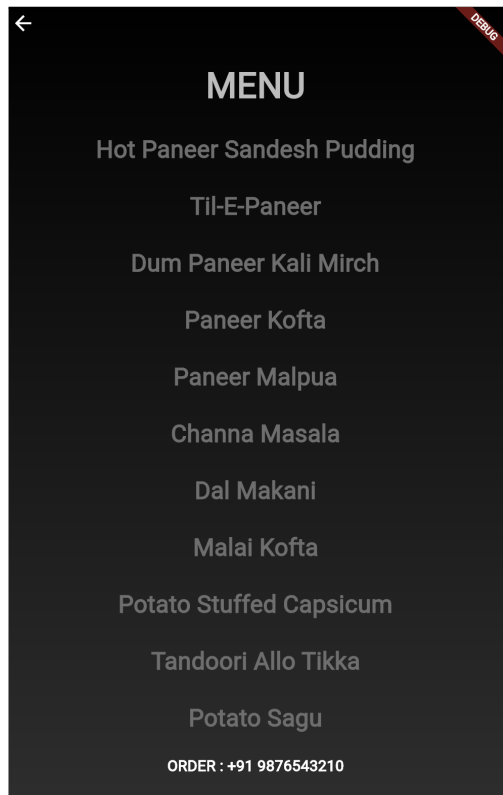 DEBUG
MENU
Hot Paneer Sandesh Pudding
Til-E-Paneer
Dum Paneer Kali Mirch
Paneer Kofta
Paneer Malpua
Channa Masala
Dal Makani
Malai Kofta
Potato Stuffed Capsicum
Tandoori Allo Tikka
Potato Sagu
ORDER : +91 9876543210